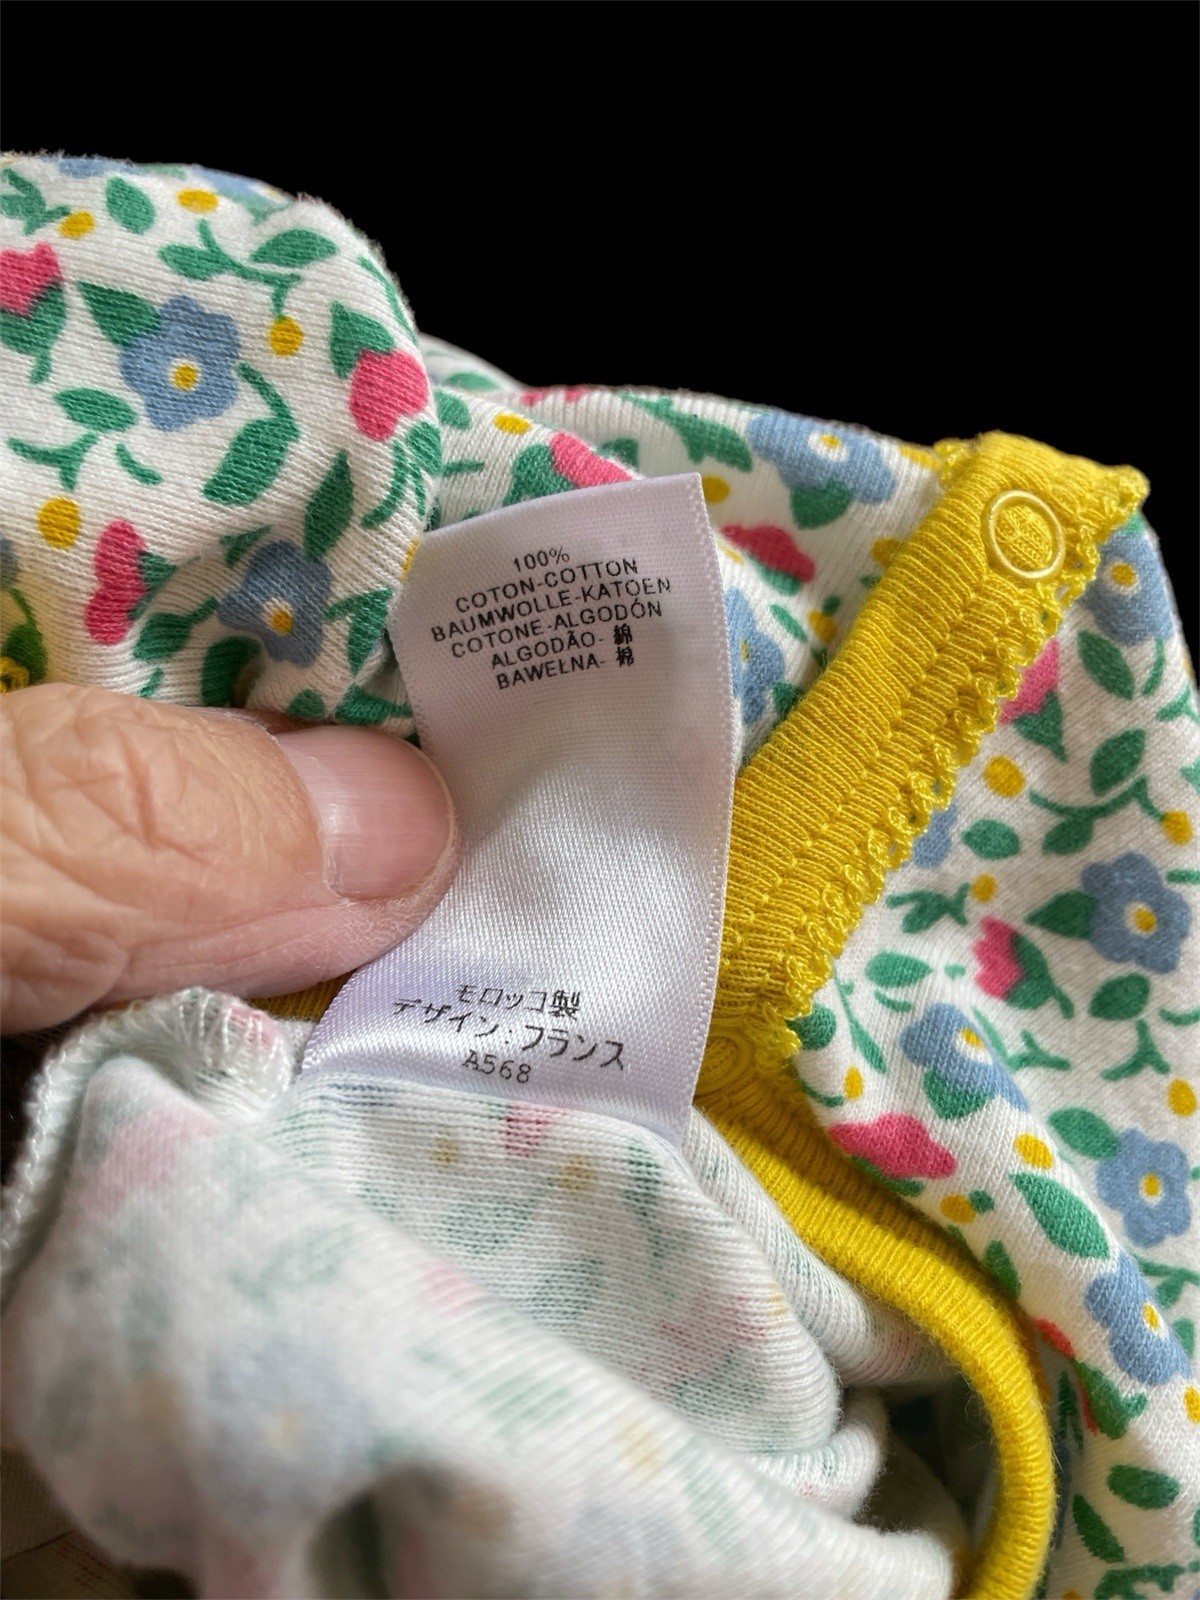 100%
COTON-COTTON
BAUMWOLLE-KATOEN
COTONE-ALGODÓN
ALGODÃO- 綿
BAWEŁNA- 棉
モロッコ製
デザイン:フランス
A568